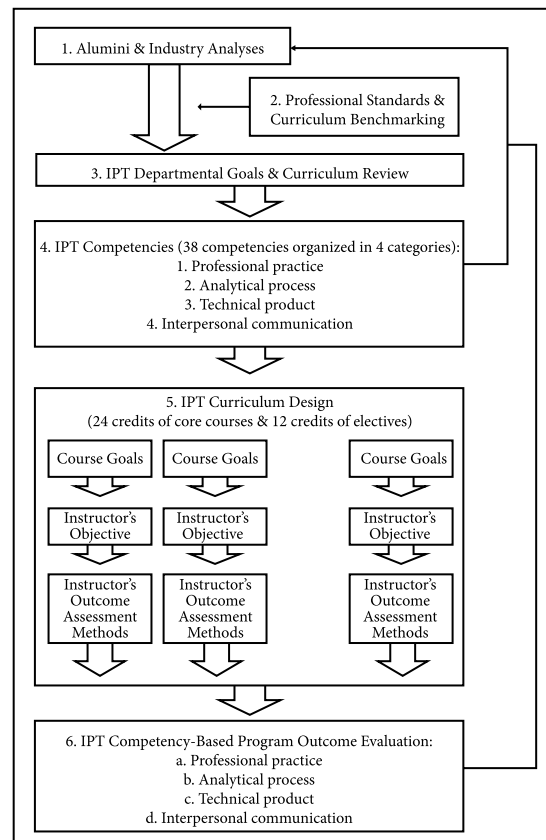 1. Alumini & Industry Analyses
2. Professional Standards &
Curriculum Benchmarking
3. IPT Departmental Goals & Curriculum Review
4. IPT Competencies (38 competencies organized in 4 categories):
1. Professional practice
2. Analytical process
3. Technical product
4. Interpersonal communication
5. IPT Curriculum Design
(24 credits of core courses & 12 credits of electives)
Course Goals
Instructor's
Objective
Instructor's
Outcome
Assessment
Methods
Course Goals
Instructor's
Objective
Instructor's
Outcome
Assessment
Methods
Course Goals
Instructor's
Objective
Instructor's
Outcome
Assessment
Methods
6. IPT Competency-Based Program Outcome Evaluation:
a. Professional practice
b. Analytical process
c. Technical product
d. Interpersonal communication